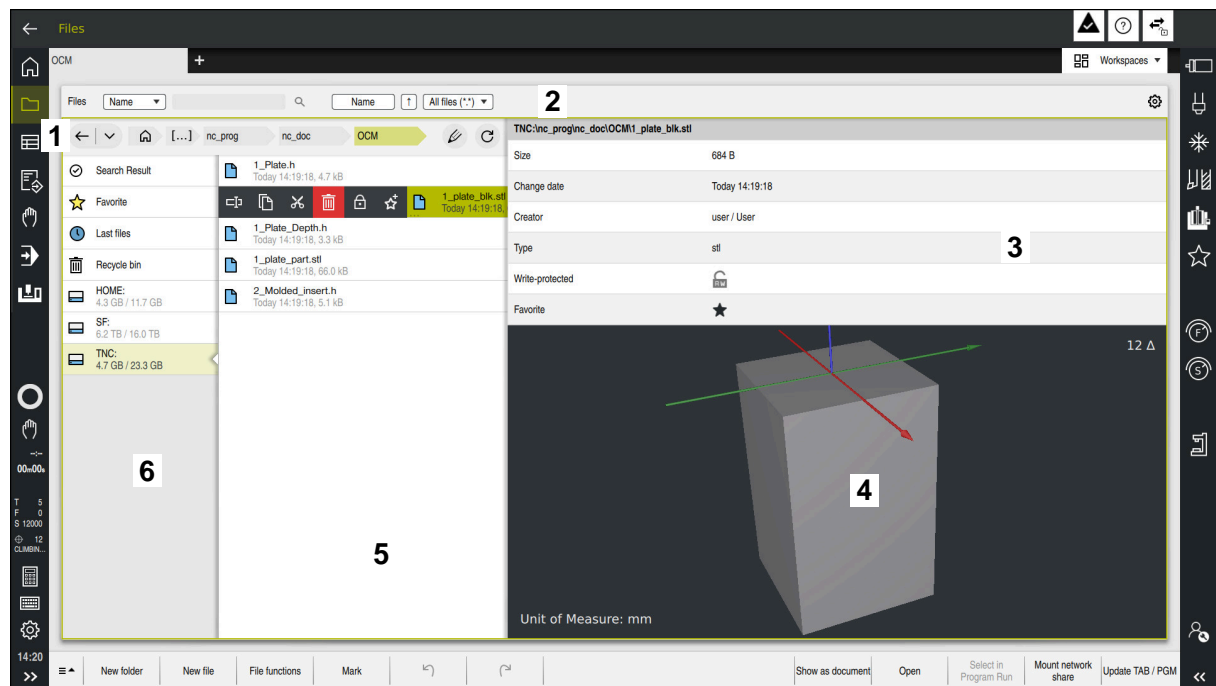 Files
OCM
+
Workspaces
Files
Name
Name
All files (*.*)
2
1
[...]
nc_prog
nc_doc
OCM
TNC:\nc_prog\nc_doc\OCM\1_plate_blk.stl
Search Result
Favorite
Last files
Recycle bin
HOME:
4.3 GB / 11.7 GB
SF:
6.2 TB / 16.0 TB
TNC:
4.7 GB / 23.3 GB
6
1_Plate.h
Today 14:19:18, 4.7 kB
1_plate_blk.stl
Today 14:19:18,
1_Plate_Depth.h
Today 14:19:18, 3.3 kB
1_plate_part.stl
Today 14:19:18, 66.0 kB
2_Molded_insert.h
Today 14:19:18, 5.1 kB
5
Size 684 B
Change date Today 14:19:18
Creator user / User
Type stl
3
Write-protected
RW
Favorite
12 Δ
4
Unit of Measure: mm
F
S
--:--
00m00s
T 5
F 0
S 12000
12
CLIMBIN...
14:20
New folder
New file
File functions
Mark
Show as document
Open
Select in
Program Run
Mount network
share
Update TAB / PGM